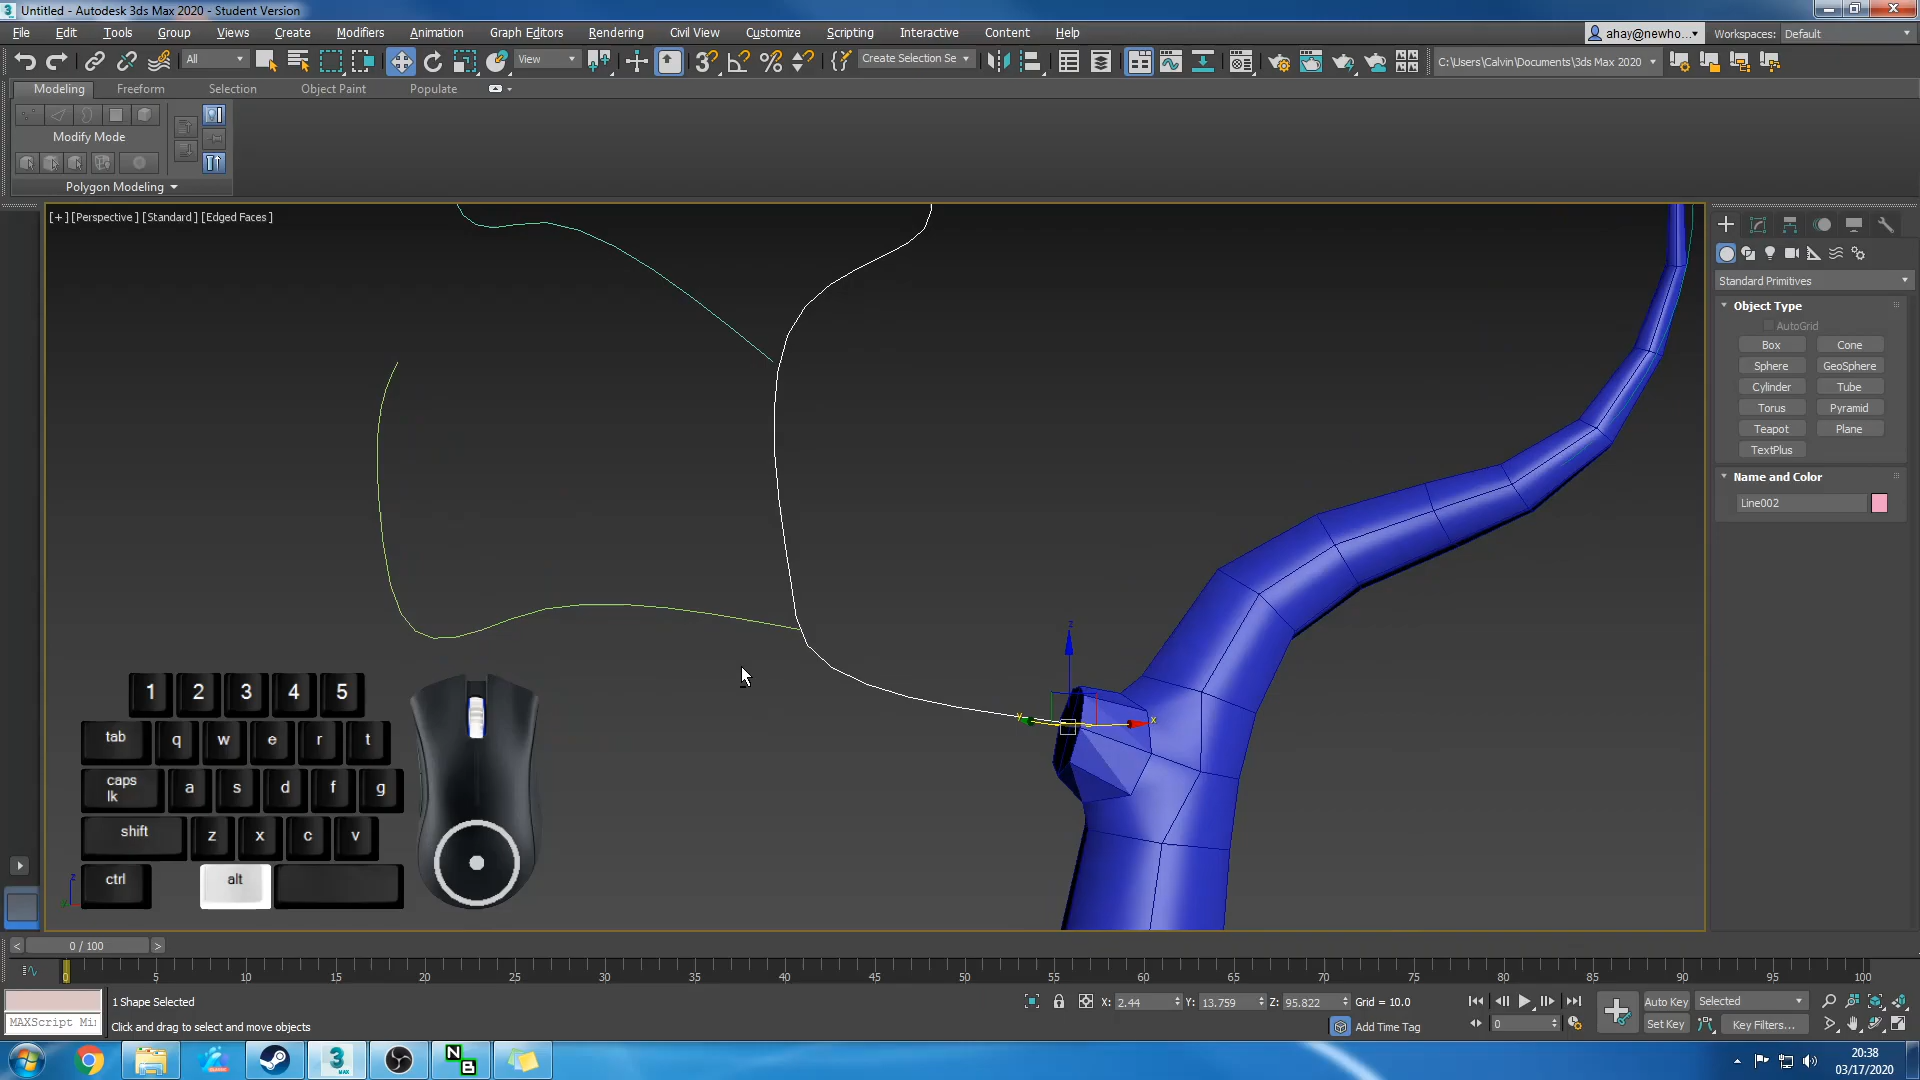 Untitled - Autodesk 3ds Max 2020 - Student Version
File Edit Tools Group Views Create Modifiers Animation Graph Editors Rendering Civil View Customize Scripting Interactive Content Help
ahay@newho... Workspaces: Default
All View Create Selection Se C:\Users\Calvin\Documents\3ds Max 2020
Modeling Freeform Selection Object Paint Populate
Modify Mode
Polygon Modeling
[+] [Perspective] [Standard] [Edged Faces]
Standard Primitives
Object Type
AutoGrid
Box Cone
Sphere GeoSphere
Cylinder Tube
Torus Pyramid
Teapot Plane
TextPlus
Name and Color
Line002
z
y x
1 2 3 4 5
tab q w e r t
caps lk a s d f g
shift z x c v
ctrl alt
z
y
< 0 / 100 >
0 5 10 15 20 25 30 35 40 45 50 55 60 65 70 75 80 85 90 95 100
1 Shape Selected X: 2.44 Y: 13.759 Z: 95.822 Grid = 10.0 Auto Key Selected
MAXScript Mi
Click and drag to select and move objects Add Time Tag 0 Set Key Key Filters...
3
MAX
N
B
20:38
03/17/2020